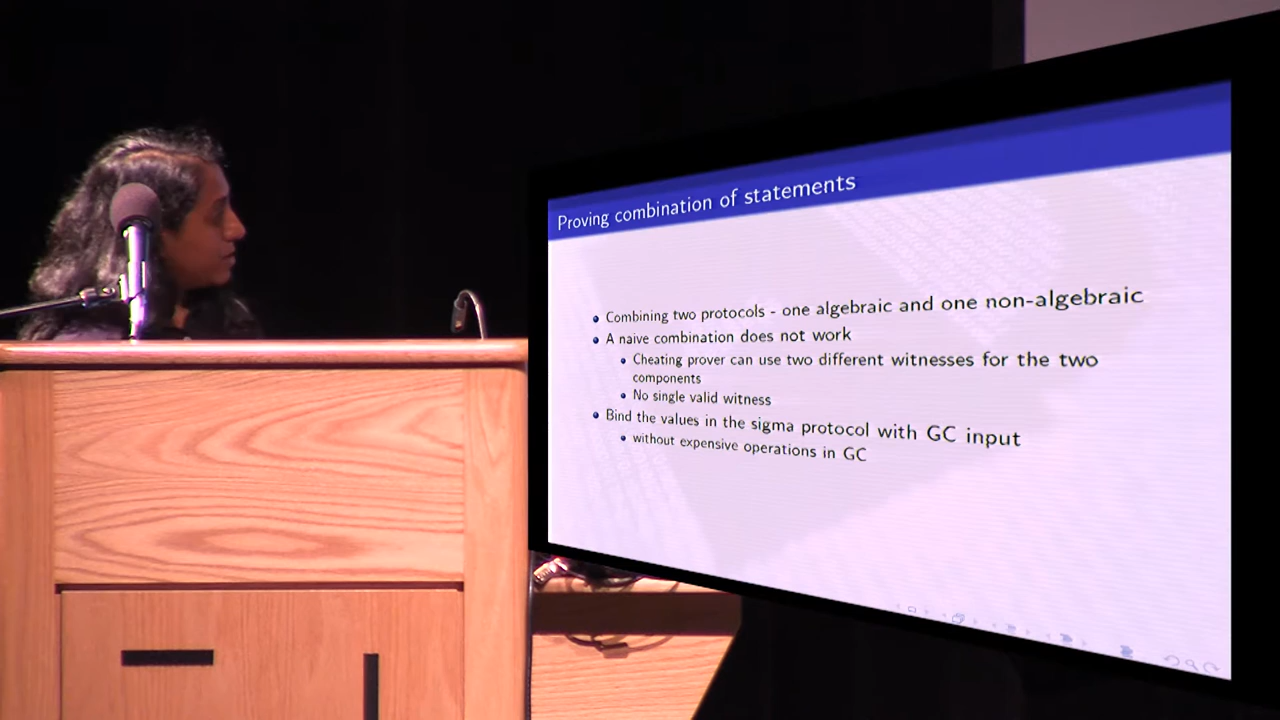 Proving combination of statements
Combining two protocols - one algebraic and one non-algebraic
A naive combination does not work
Cheating prover can use two different witnesses for the two
components
No single valid witness
Bind the values in the sigma protocol with GC input
without expensive operations in GC